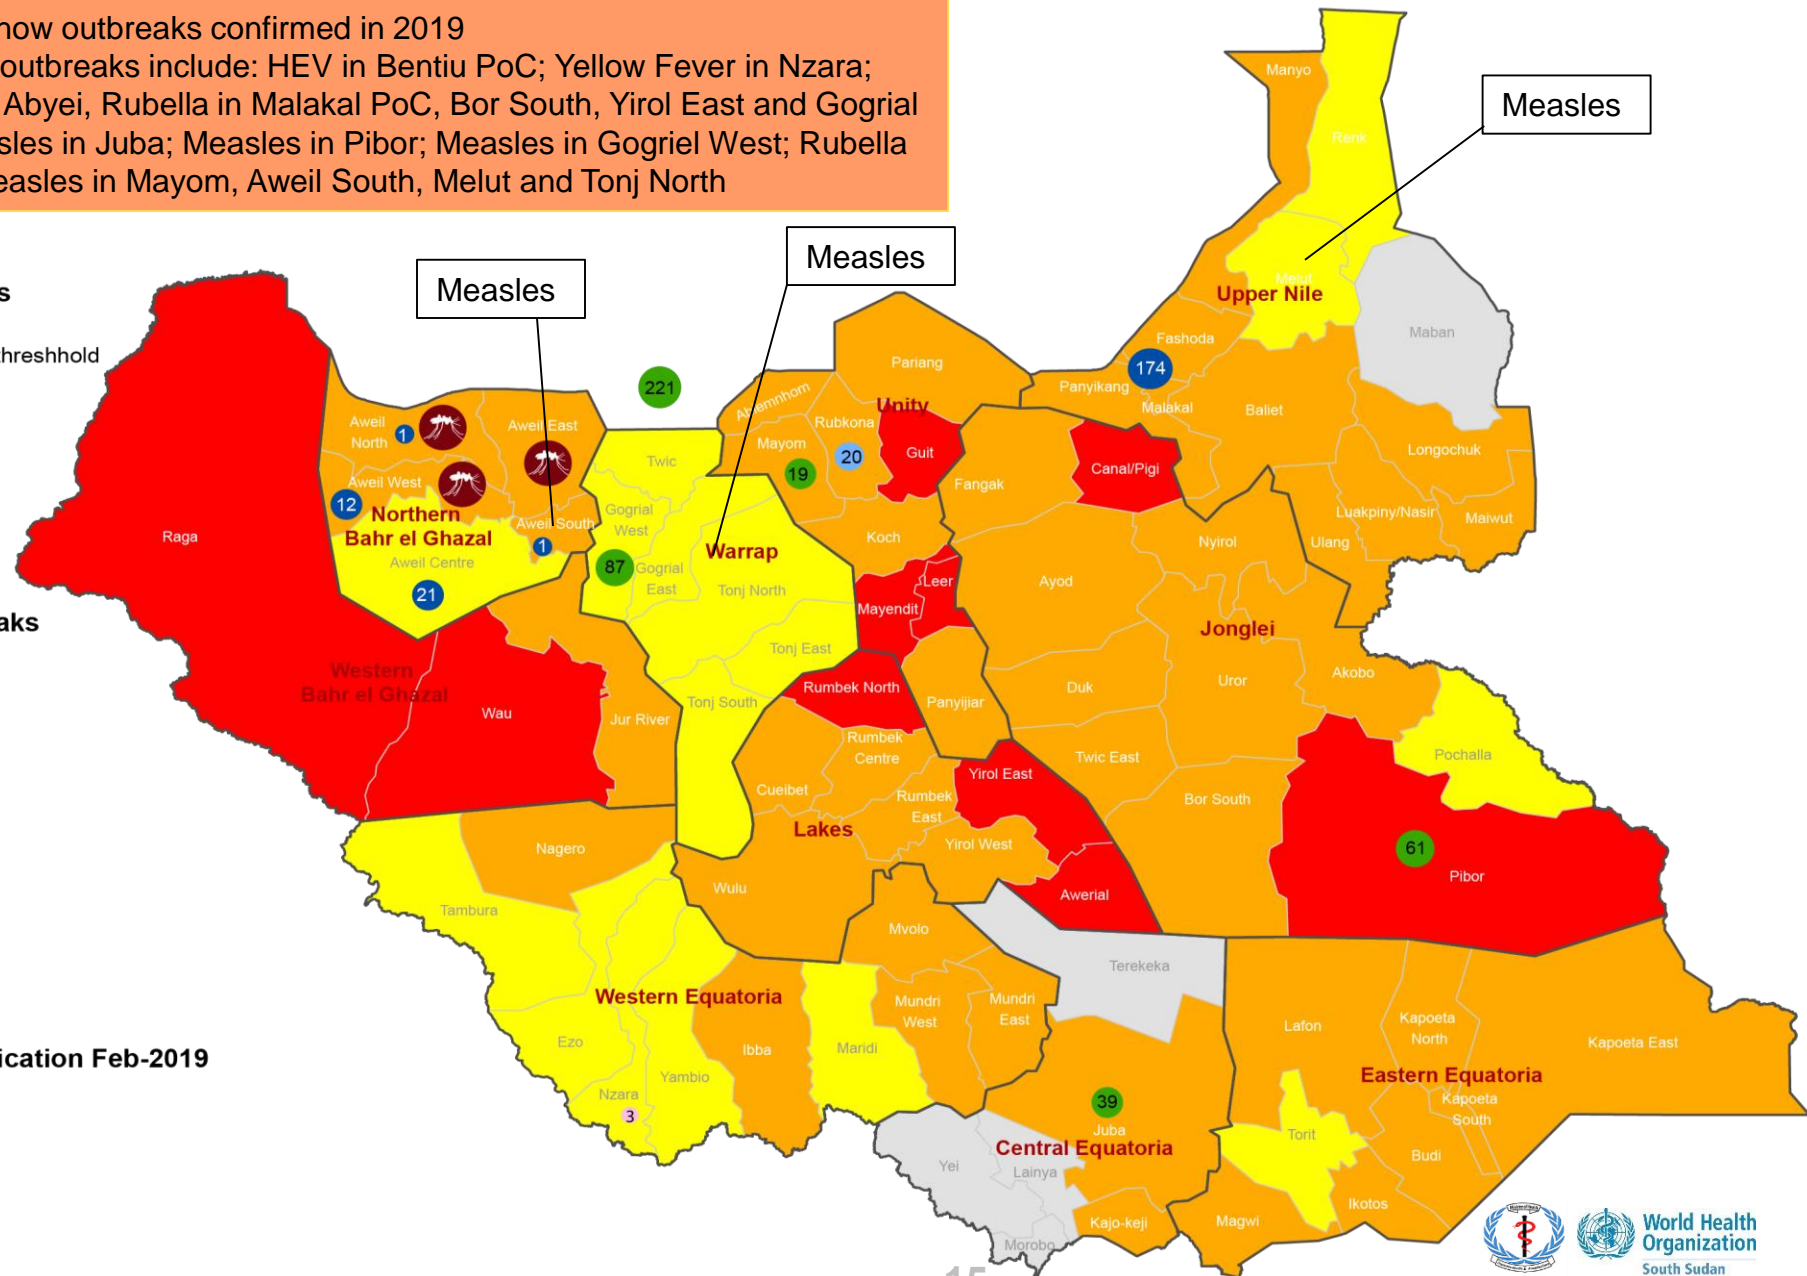 now outbreaks confirmed in 2019
outbreaks include: HEV in Bentiu PoC; Yellow Fever in Nzara;
Abyei, Rubella in Malakal PoC, Bor South, Yirol East and Gogrial
sles in Juba; Measles in Pibor; Measles in Gogriel West; Rubella
easles in Mayom, Aweil South, Melut and Tonj North
Measles
Measles
Measles
s
threshhold
aks
ication Feb-2019
Manyo
Renk
Melut
Upper Nile
Maban
Fashoda
174
Panyikang
Malakal
Baliet
Longochuk
Luakpiny/Nasir
Maiwut
Ulang
221
Pariang
Abiemnhom
Unity
Rubkona
Mayom
20
19
Guit
Koch
Leer
Mayendit
Panyijiar
Canal/Pigi
Fangak
Nyirol
Ayod
Jonglei
Akobo
Duk
Uror
Pochalla
Twic East
Bor South
61
Pibor
Aweil
North
1
Aweil East
Aweil West
12
Northern
Bahr el Ghazal
Aweil South
1
Aweil Centre
21
Raga
Western
Bahr el Ghazal
Wau
Jur River
Twic
Gogrial
West
Warrap
87
Gogrial
East
Tonj North
Tonj East
Tonj South
Rumbek North
Rumbek
Centre
Cueibet
Rumbek
East
Yirol East
Lakes
Yirol West
Wulu
Awerial
Nagero
Tambura
Western Equatoria
Ezo
Yambio
Nzara
3
Ibba
Maridi
Mvolo
Mundri
West
Mundri
East
Terekeka
39
Juba
Central Equatoria
Yei
Lainya
Morobo
Kajo-keji
Lafon
Kapoeta
North
Kapoeta East
Eastern Equatoria
Kapoeta
South
Torit
Budi
Ikotos
Magwi
15
World Health
Organization
South Sudan